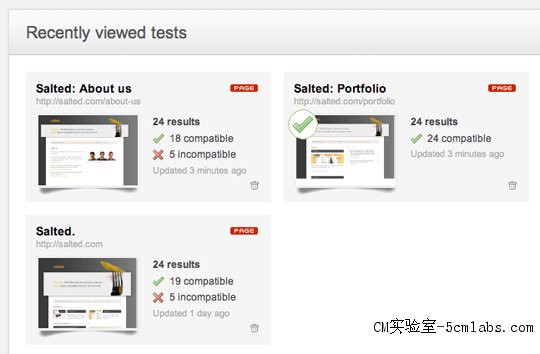 Recently viewed tests
Salted: About us
PAGE
http://salted.com/about-us
24 results
18 compatible
5 incompatible
Updated 3 minutes ago
Salted: Portfolio
PAGE
http://salted.com/portfolio
24 results
24 compatible
Updated 3 minutes ago
Salted.
PAGE
http://salted.com
24 results
19 compatible
5 incompatible
Updated 1 day ago
CM实验室-5cmlabs.com